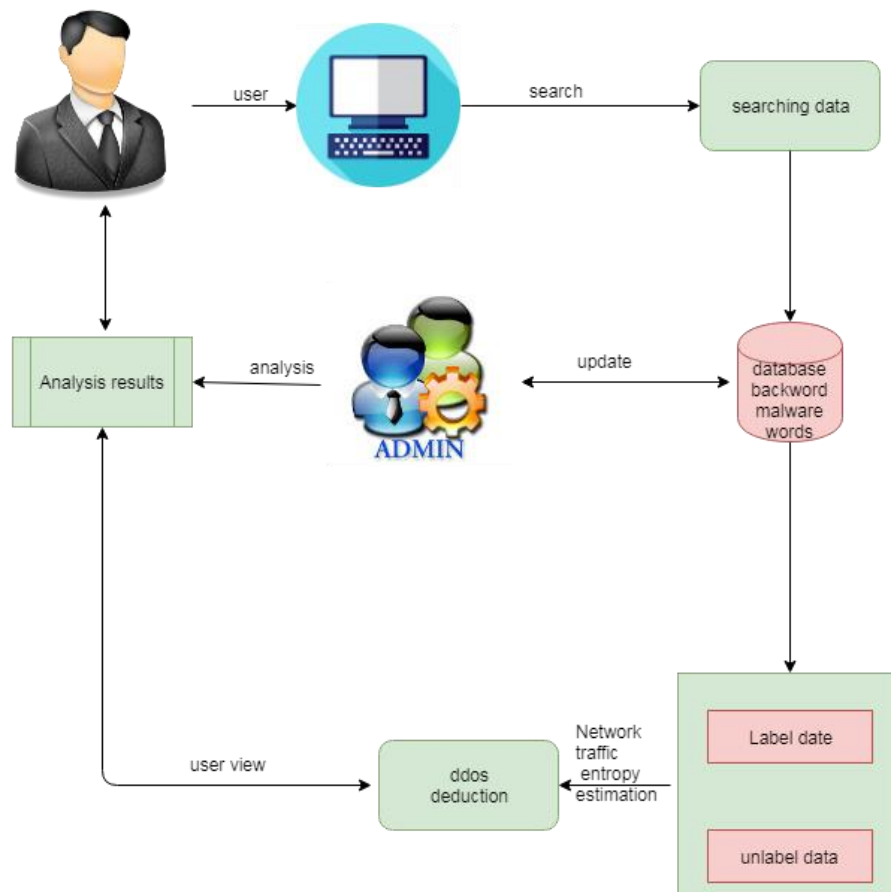 user
search
searching data
Analysis results
analysis
ADMIN
update
database
backword
malware
words
Label date
unlabel data
Network
traffic
entropy
estimation
ddos
deduction
user view